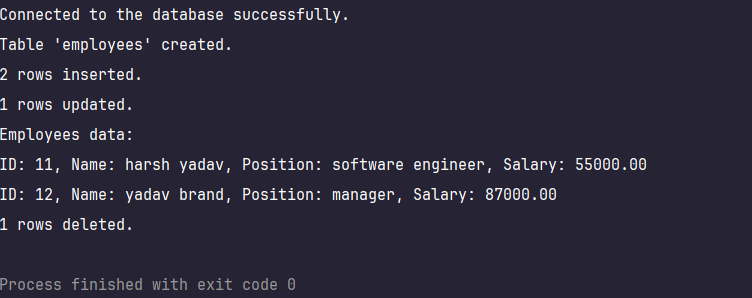 Connected to the database successfully.
Table 'employees' created.
2 rows inserted.
1 rows updated.
Employees data:
ID: 11, Name: harsh yadav, Position: software engineer, Salary: 55000.00
ID: 12, Name: yadav brand, Position: manager, Salary: 87000.00
1 rows deleted.
Process finished with exit code 0